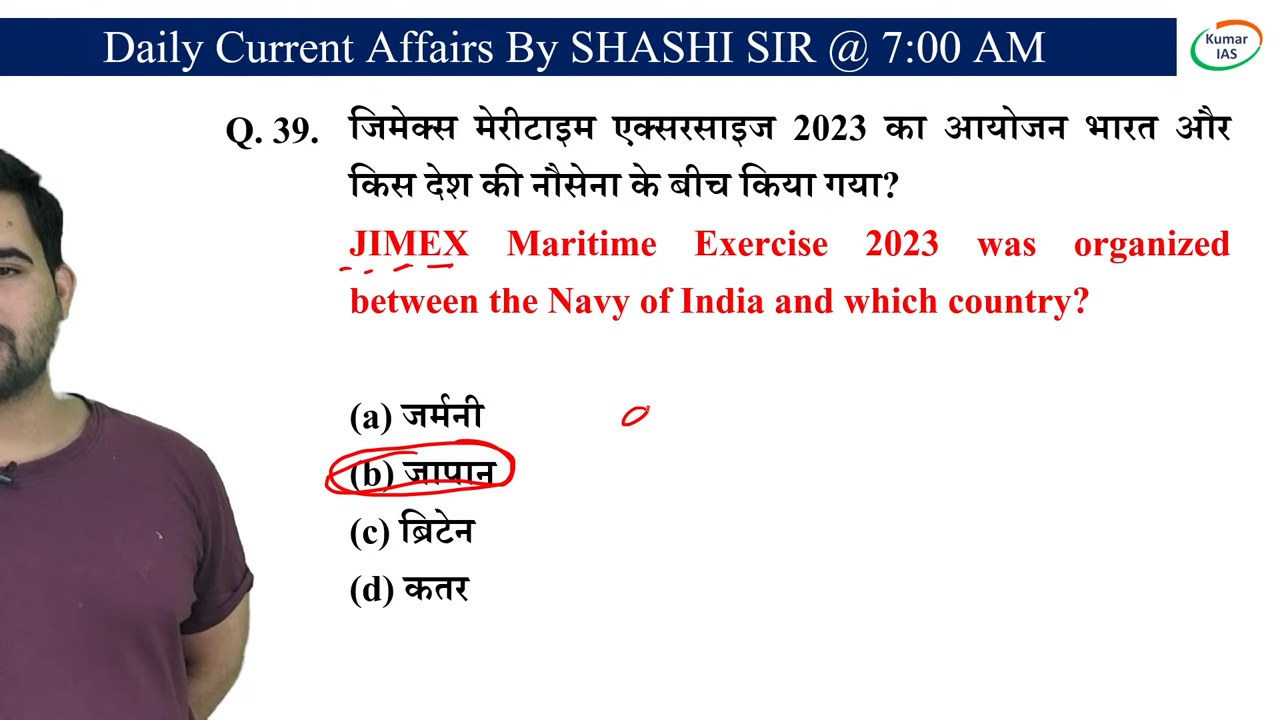 Daily Current Affairs By SHASHI SIR @ 7:00 AM
Kumar
IAS
Q. 39. जिमेक्स मेरीटाइम एक्सरसाइज 2023 का आयोजन भारत और
किस देश की नौसेना के बीच किया गया?
JIMEX Maritime Exercise 2023 was organized
between the Navy of India and which country?
(a) जर्मनी
(b) जापान
(c) ब्रिटेन
(d) कतर